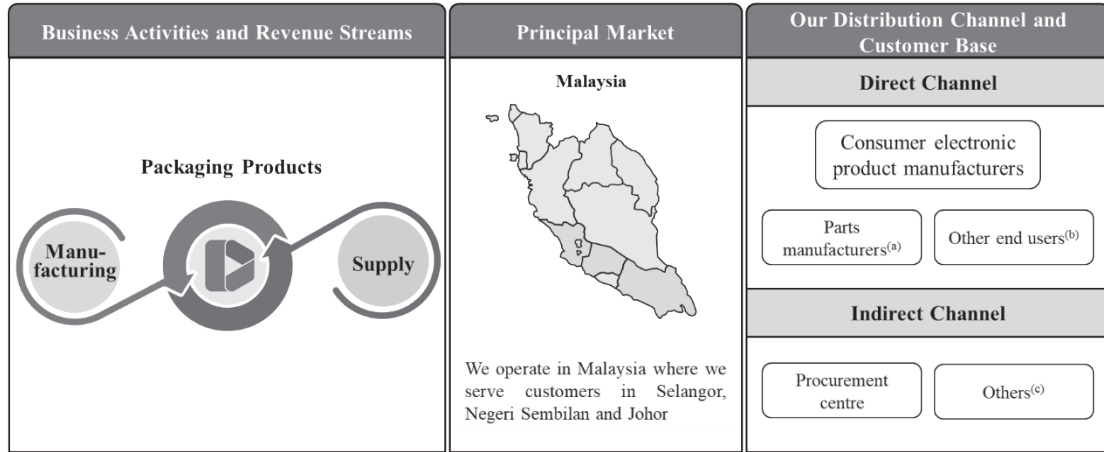 Business Activities and Revenue Streams
Packaging Products
Manu-
facturing
Supply
Principal Market
Malaysia
We operate in Malaysia where we
serve customers in Selangor,
Negeri Sembilan and Johor
Our Distribution Channel and
Customer Base
Direct Channel
Consumer electronic
product manufacturers
Parts
manufacturers(a)
Other end users(b)
Indirect Channel
Procurement
centre
Others(c)